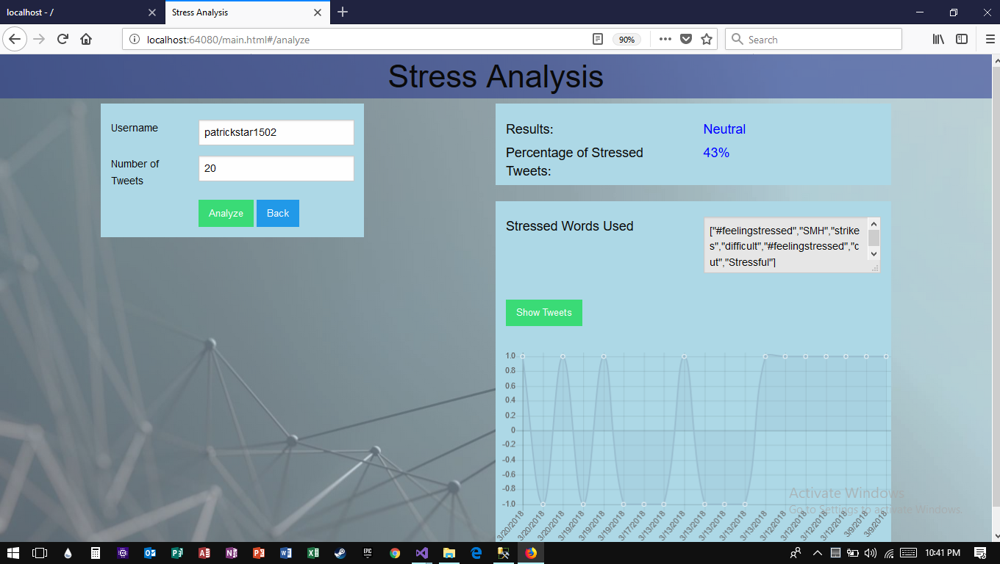 localhost - /
Stress Analysis
localhost:64080/main.html#/analyze
90%
Search
Stress Analysis
Username
patrickstar1502
Number of
Tweets
20
Analyze
Back
Results:
Neutral
Percentage of Stressed
Tweets:
43%
Stressed Words Used
["#feelingstressed","SMH","strike
s","difficult","#feelingstressed","c
ut","Stressful"]
Show Tweets
1.0
0.8
0.6
0.4
0.2
0
-0.2
-0.4
-0.6
-0.8
-1.0
3/20/2018
3/20/2018
3/20/2018
3/19/2018
3/19/2018
3/19/2018
3/17/2018
3/13/2018
3/13/2018
3/13/2018
3/13/2018
3/13/2018
3/13/2018
3/12/2018
3/12/2018
3/12/2018
3/12/2018
3/9/2018
3/9/2018
Activate Windows
Go to Settings to activate Windows.
EPIC
10:41 PM